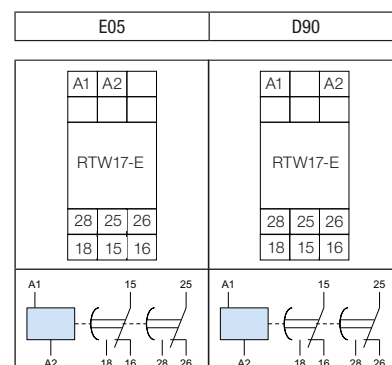 E05 D90
A1 A2 A1 A2
RTW17-E RTW17-E
28 25 26 28 25 26
18 15 16 18 15 16
A1 15 25 A1 15 25
A2 18 16 28 26 A2 18 16 28 26